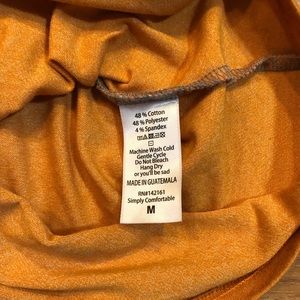 48 % Cotton
48 % Polyester
4 % Spandex
Machine Wash Cold
Gentle Cycle
Do Not Bleach
Hang Dry
or you'll be sad
MADE IN GUATEMALA
RN#142161
Simply Comfortable
M